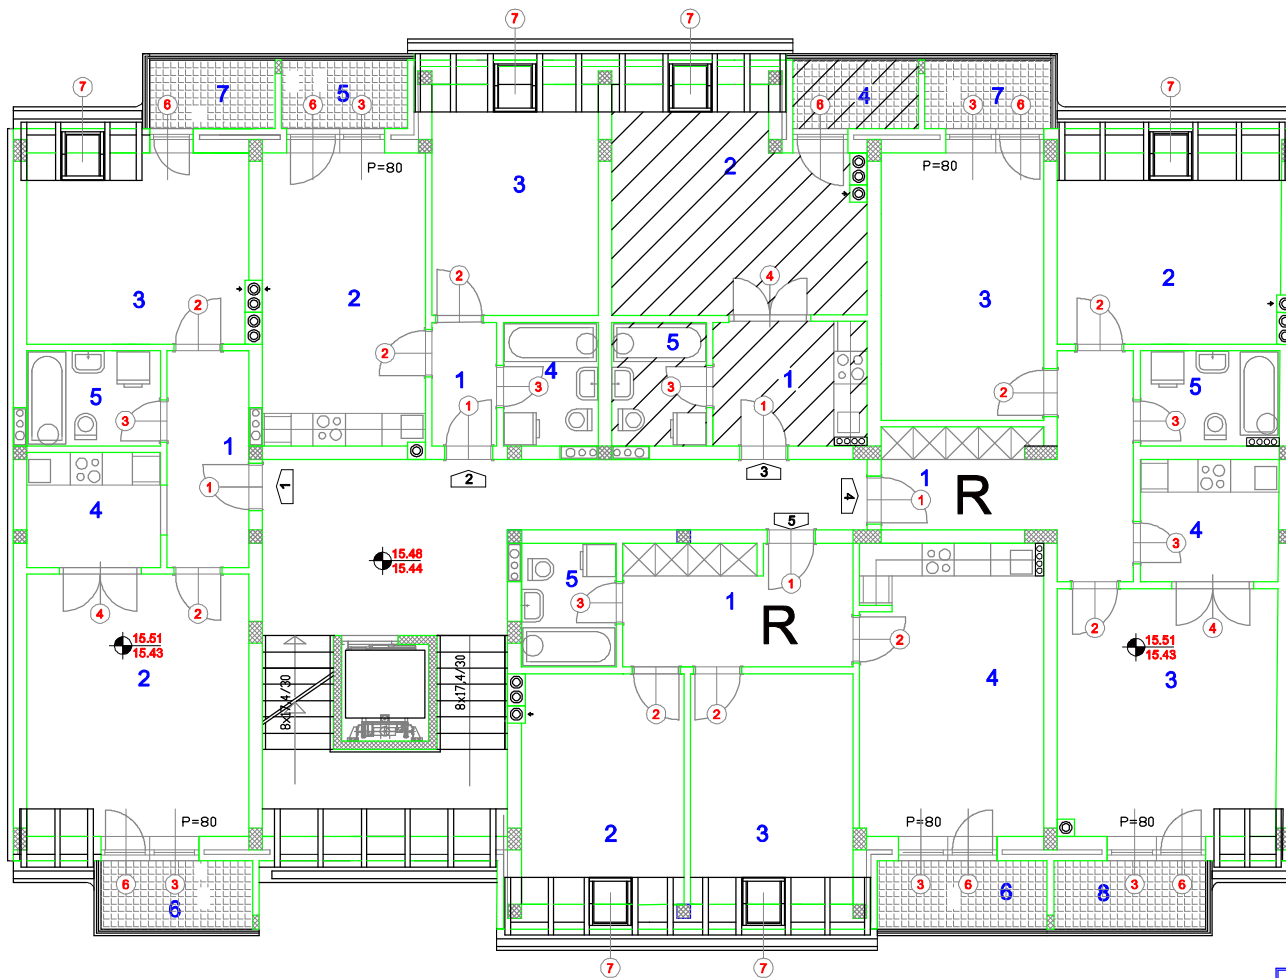 7 7
7 7
6 7 6 5 3 6 4 7 3 6
P=80 2 P=80
3 3
2 4 2
3 2 3
2 2
2 5 1
5 1 4 3 3 2 5
3 1 1 3
1
2 3 1
1 1 4 1 R
4 4
5
15.48
15.44
3
5 3 1
4 2 1 R 2 4
15.51
15.43
2
15.51
15.43
2 8x17,4/30 8x17,4/30 4 3
2 2
P=80 2 3 P=80 P=80
6 3 3 6 3 6
6 6 8
7 7